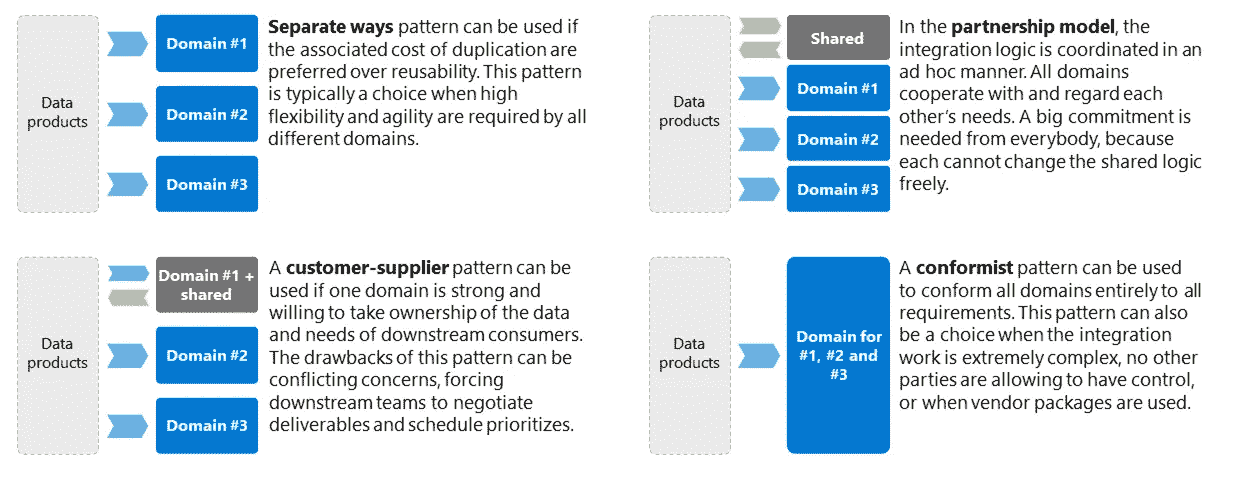 Data
products
Domain #1
Domain #2
Domain #3
Separate ways pattern can be used if
the associated cost of duplication are
preferred over reusability. This pattern
is typically a choice when high
flexibility and agility are required by all
different domains.
Data
products
Shared
Domain #1
Domain #2
Domain #3
In the partnership model, the
integration logic is coordinated in an
ad hoc manner. All domains
cooperate with and regard each
other's needs. A big commitment is
needed from everybody, because
each cannot change the shared logic
freely.
Data
products
Domain #1 +
shared
Domain #2
Domain #3
A customer-supplier pattern can be
used if one domain is strong and
willing to take ownership of the data
and needs of downstream consumers.
The drawbacks of this pattern can be
conflicting concerns, forcing
downstream teams to negotiate
deliverables and schedule prioritizes.
Data
products
Domain for
#1, #2 and
#3
A conformist pattern can be used
to conform all domains entirely to all
requirements. This pattern can also
be a choice when the integration
work is extremely complex, no other
parties are allowing to have control,
or when vendor packages are used.